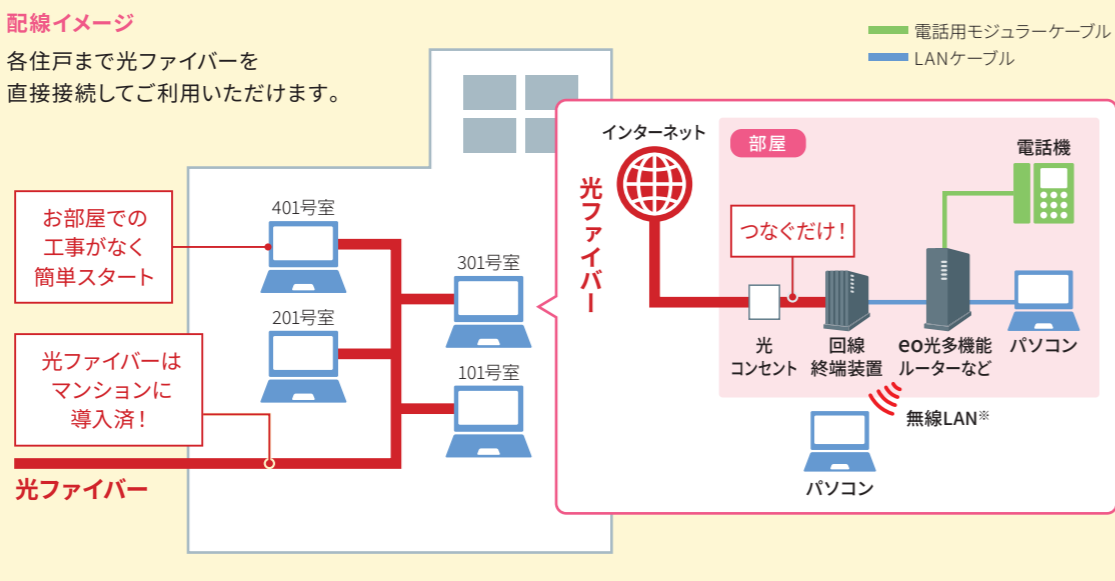 配線イメージ
各住戸まで光ファイバーを
直接接続してご利用いただけます。
電話用モジュラーケーブル
LANケーブル
お部屋での
工事がなく
簡単スタート
光ファイバーは
マンションに
導入済！
光ファイバー
401号室
301号室
201号室
101号室
インターネット
光ファイバー
部屋
電話機
つなぐだけ！
光
コンセント
回線
終端装置
eo光多機能
ルーターなど
パソコン
無線LAN※
パソコン